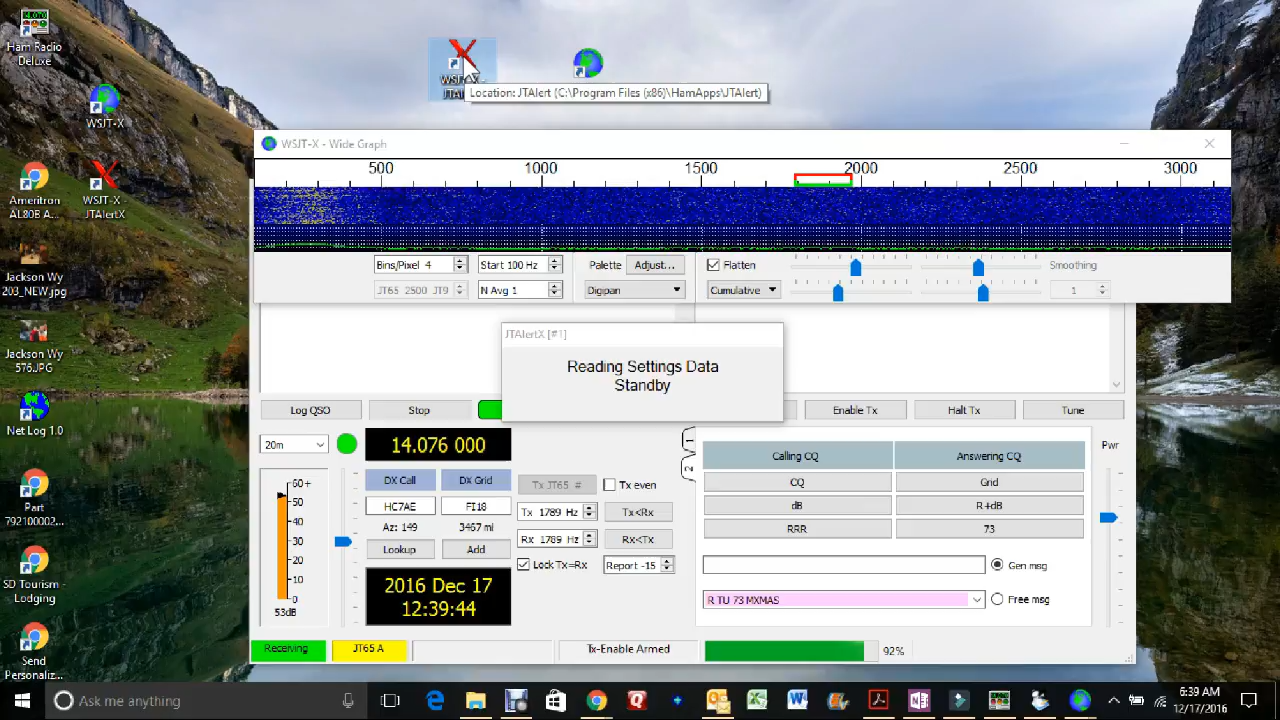 Ham Radio
Deluxe
WSJT-X
Ameritron
AL80B A...
WSJT-X -
JTAlertX
Jackson Wy
203_NEW.jpg
Jackson Wy
576.JPG
Net Log 1.0
Part
792100002...
SD Tourism -
Lodging
Send
Personaliz...
Location: JTAlert (C:\Program Files (x86)\HamApps\JTAlert)
WSJT-X - Wide Graph
500 1000 1500 2000 2500 3000
Bins/Pixel 4 Start 100 Hz Palette Adjust... Flatten Smoothing
JT65 2500 JT9 N Avg 1 Digipan Cumulative 1
JTAlertX [#1]
Reading Settings Data
Standby
Log QSO Stop Enable Tx Halt Tx Tune
20m 14.076 000
DX Call DX Grid Tx JT65 # Tx even
HC7AE FI18 Tx 1789 Hz Tx<Rx
Az: 149 3467 mi Rx 1789 Hz Rx<Tx
Lookup Add Lock Tx=Rx Report -15
2016 Dec 17
12:39:44
60+
50
40
30
20
10
0
53dB
1
2
Calling CQ Answering CQ
CQ Grid
dB R+dB
RRR 73
Gen msg
R TU 73 MXMAS Free msg
Pwr
Receiving JT65 A Tx-Enable Armed 92%
Ask me anything
6:39 AM
12/17/2016